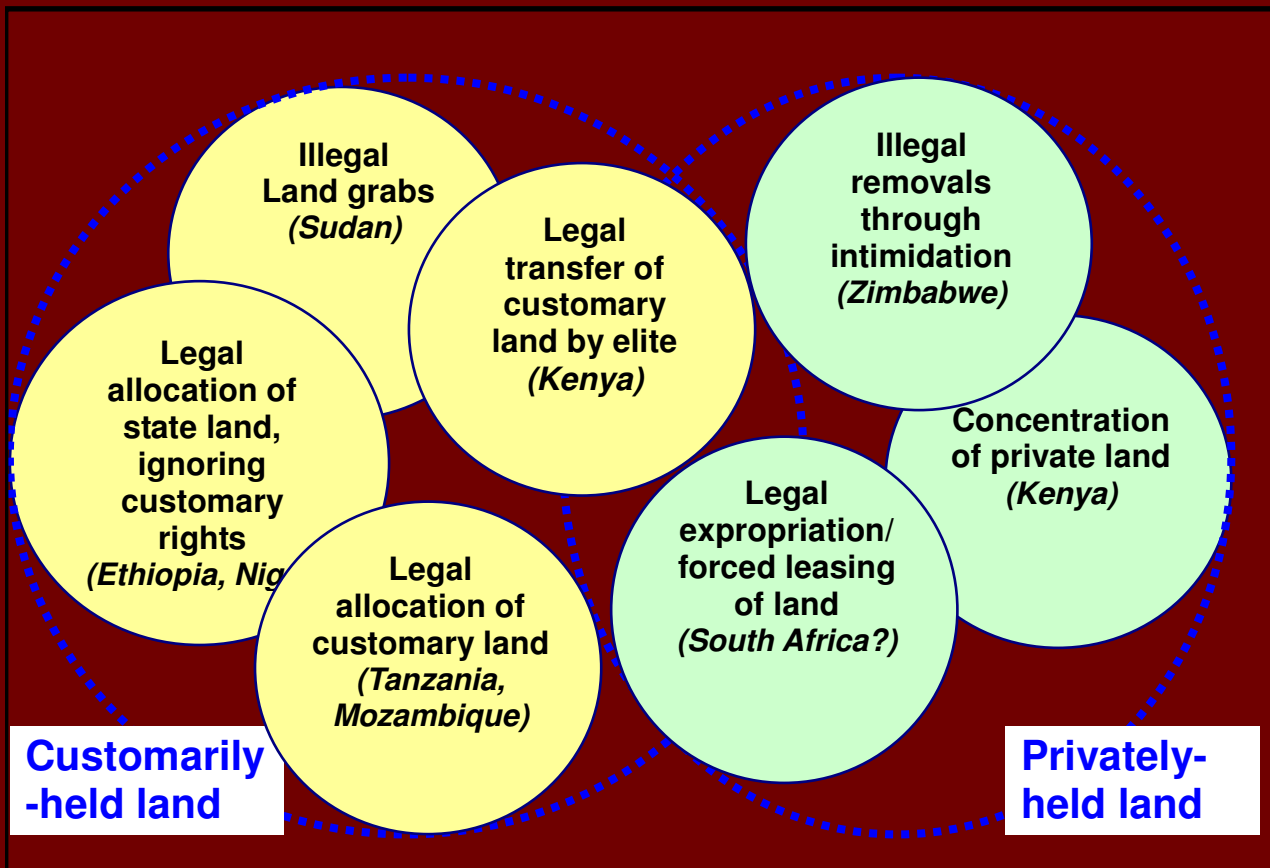 Illegal
Land grabs
(Sudan)
Legal
transfer of
customary
land by elite
(Kenya)
Legal
allocation of
state land,
ignoring
customary
rights
(Ethiopia,
Legal
allocation of
customary land
(Tanzania,
Mozambique)
Illegal
removals
through
intimidation
(Zimbabwe)
Concentration
of private land
(Kenya)
Legal
expropriation/
forced leasing
of land
(South Africa?)
Customarily
-held land
Privately-
held land